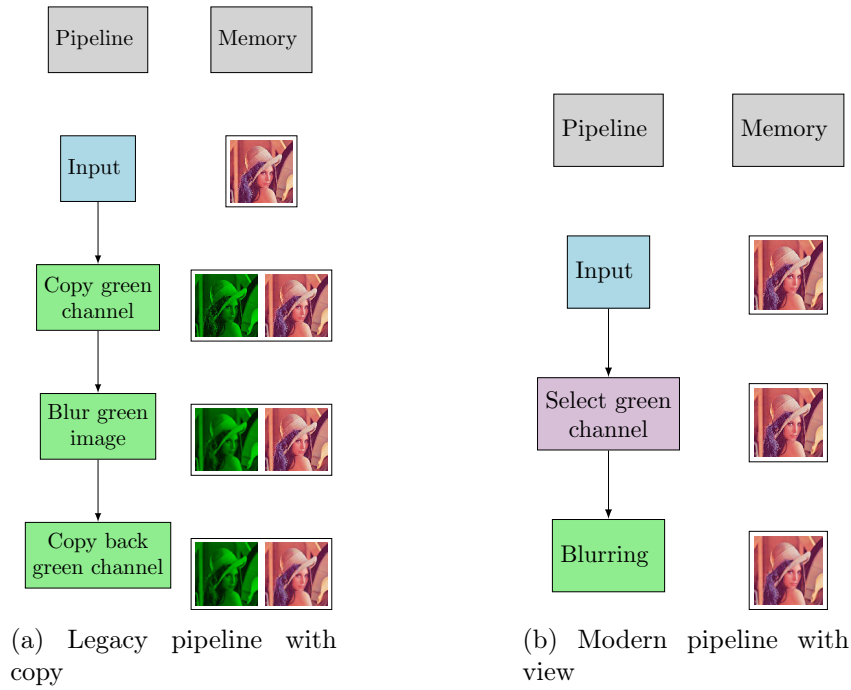 Pipeline
Memory
Input
Copy green
channel
Blur green
image
Copy back
green channel
(a) Legacy pipeline with
copy
Pipeline
Memory
Input
Select green
channel
Blurring
(b) Modern pipeline with
view